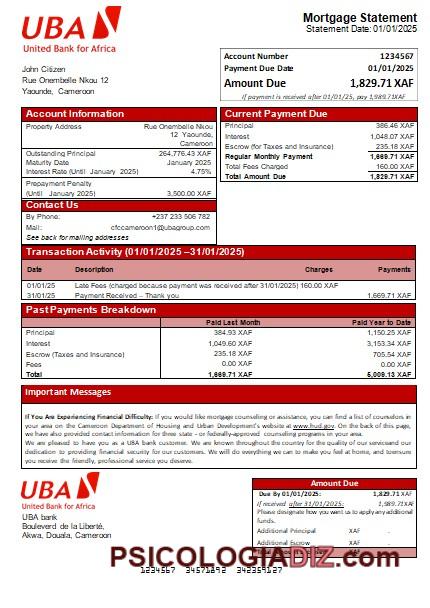 UBA
United Bank for Africa
Mortgage Statement
Statement Date: 01/01/2025
John Citizen
Rue Onembelle Nkou 12
Yaounde, Cameroon
Account Number 1234567
Payment Due Date 01/01/2025
Amount Due 1,829.71 XAF
if payment is received after 01/01/25, pay 1,989.71XAF
Account Information
Property Address Rue Onembelle Nkou
12 Yaounde,
Cameroon
Outstanding Principal 264,776.43 XAF
Maturity Date January 2025
Interest Rate (Until January 2025) 4.75%
Prepayment Penalty
(Until January 2025) 3,500.00 XAF
Contact Us
By Phone: +237 233 506 782
Mail: cfccameroon1@ubagroup.com
See back for mailing addresses
Current Payment Due
Principal 386.46 XAF
Interest 1,048.07 XAF
Escrow (for Taxes and Insurance) 235.18 XAF
Regular Monthly Payment 1,669.71 XAF
Total Fees Charged 160.00 XAF
Total Amount Due 1,829.71 XAF
Transaction Activity (01/01/2025 –31/01/2025)
Date Description Charges Payments
01/01/25 Late Fees (charged because payment was received after 31/01/2025) 160.00 XAF
31/01/25 Payment Received – Thank you 1,669.71 XAF
Past Payments Breakdown
Paid Last Month Paid Year to Date
Principal 384.93 XAF 1,150.25 XAF
Interest 1,049.60 XAF 3,153.34 XAF
Escrow (Taxes and Insurance) 235.18 XAF 705.54 XAF
Fees 0.00 XAF 0.00 XAF
Total 1,669.71 XAF 5,009.13 XAF
Important Messages
If You Are Experiencing Financial Difficulty: If you would like mortgage counseling or assistance, you can find a list of counselors in
your area on the Cameroon Department of Housing and Urban Development's website at www.hud.gov. On the back of this page,
we have also provided contact information for three state - or federally-approved counseling programs in your area.
We are pleased to have you as a UBA bank customer. We are known throughout the country for the quality of our serviceand our
dedication to providing financial security for our customers. We will do everything we can to make you feel at home, and toensure
you receive the friendly, professional service you deserve.
UBA
United Bank for Africa
UBA bank
Bouleverd de la Liberté,
Akwa, Douala, Cameroon
Amount Due
Due By 01/01/2025: 1,829.71 XAF
if received after 31/01/2025: 1,989.71XAF
Please designate how you want us to apply any additional
funds.
Additional Principal XAF .
Additional Escrow XAF .
PSICOLOGIADIZ.com
1234567 34571892 342359127